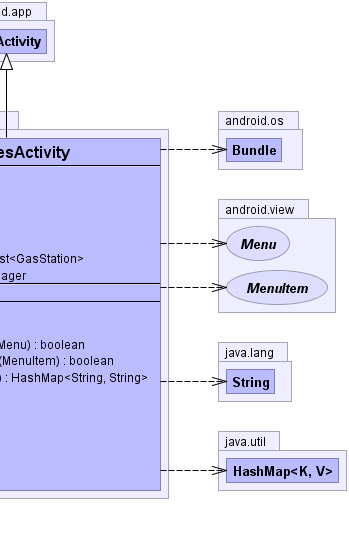 d.app
Activity
esActivity
st<GasStation>
ager
Menu) : boolean
(MenuItem) : boolean
) : HashMap<String, String>
android.os
Bundle
android.view
Menu
MenuItem
java.lang
String
java.util
HashMap<K, V>